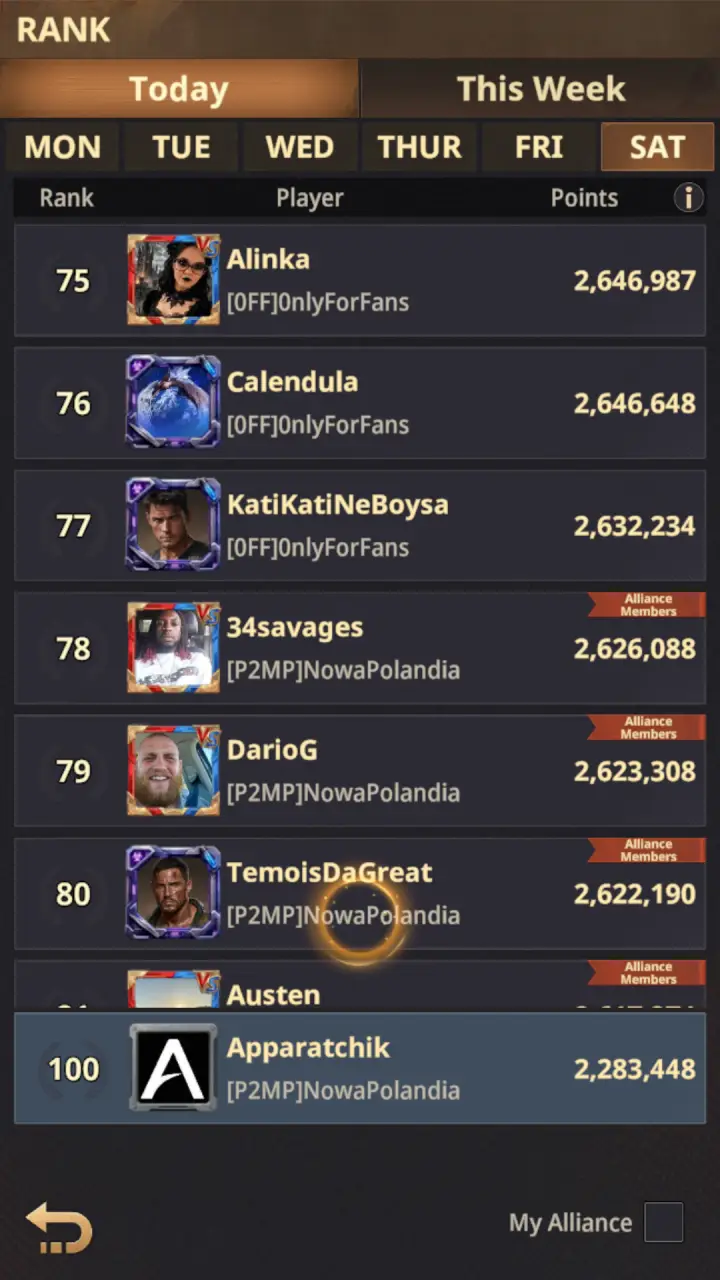 RANK
Today
This Week
MON TUE WED THUR FRI SAT
Rank Player Points
75 Alinka 2,646,987
[0FF]0nlyForFans
76 Calendula 2,646,648
[0FF]0nlyForFans
77 KatiKatiNeBoysa 2,632,234
[0FF]0nlyForFans
Alliance
Members
78 34savages 2,626,088
[P2MP]NowaPolandia
Alliance
Members
79 DarioG 2,623,308
[P2MP]NowaPolandia
Alliance
Members
80 TemoisDaGreat 2,622,190
[P2MP]NowaPolandia
Alliance
Members
Austen
100 Apparatchik 2,283,448
[P2MP]NowaPolandia
My Alliance